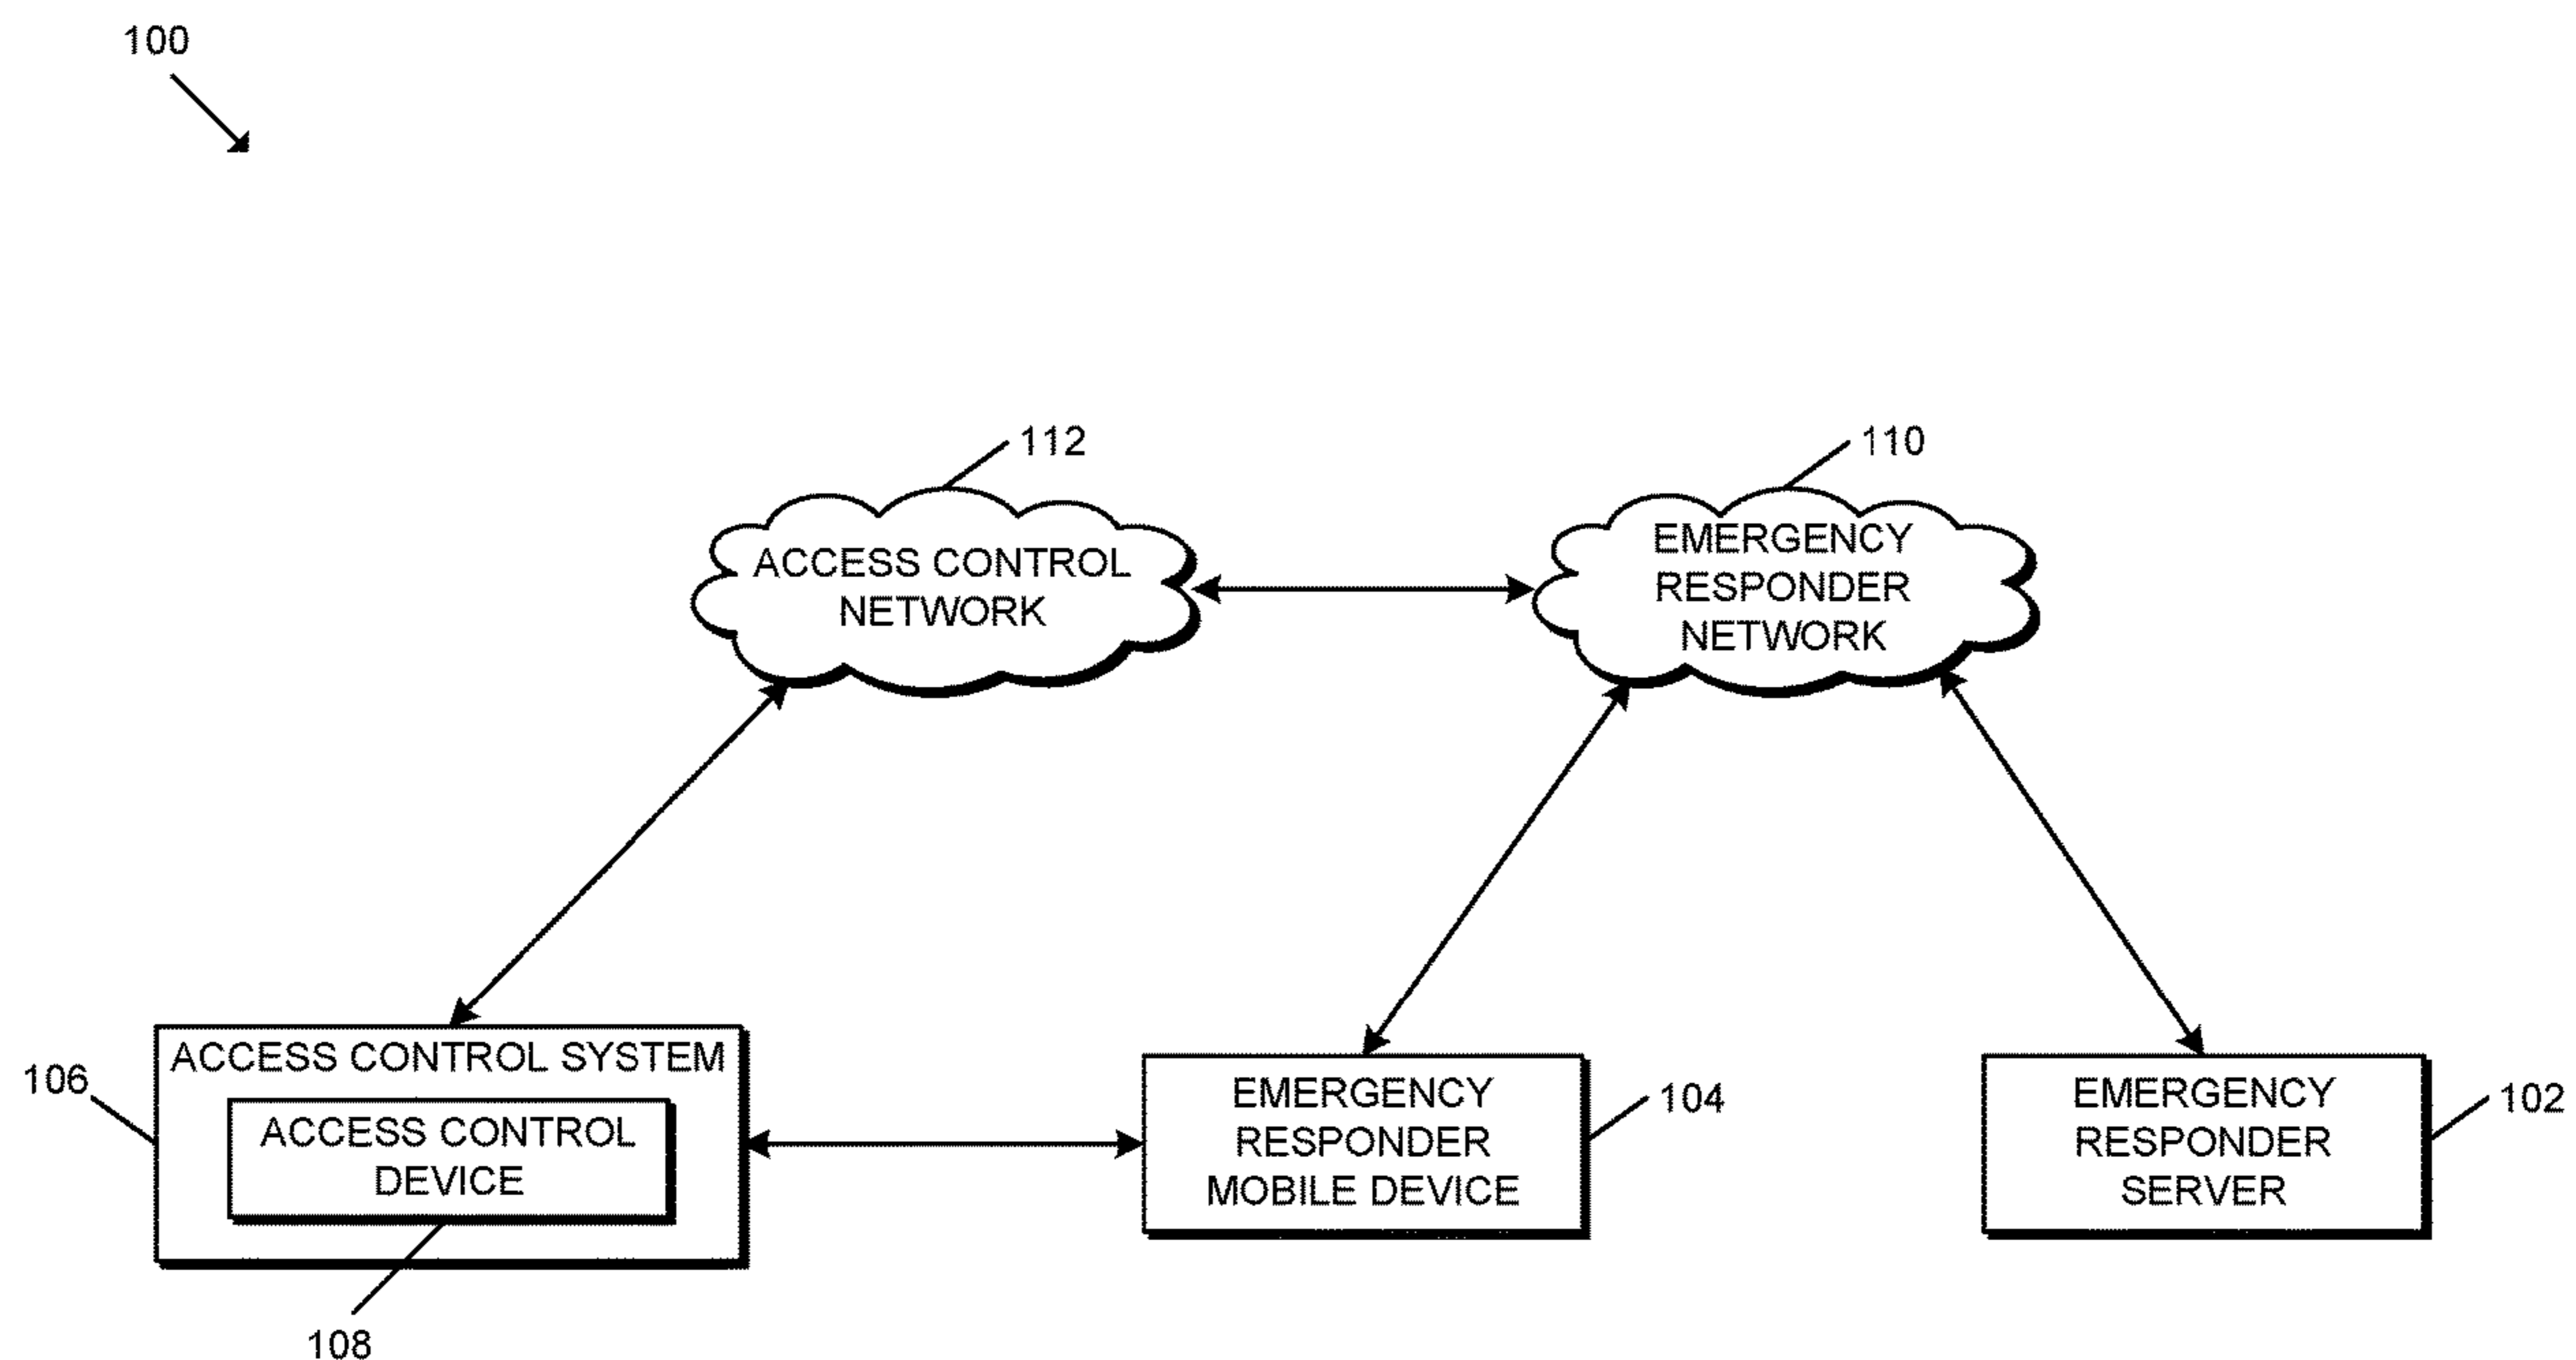 100
112
110
ACCESS CONTROL
NETWORK
EMERGENCY
RESPONDER
NETWORK
ACCESS CONTROL SYSTEM
106
ACCESS CONTROL
DEVICE
108
EMERGENCY
RESPONDER
MOBILE DEVICE
104
EMERGENCY
RESPONDER
SERVER
102